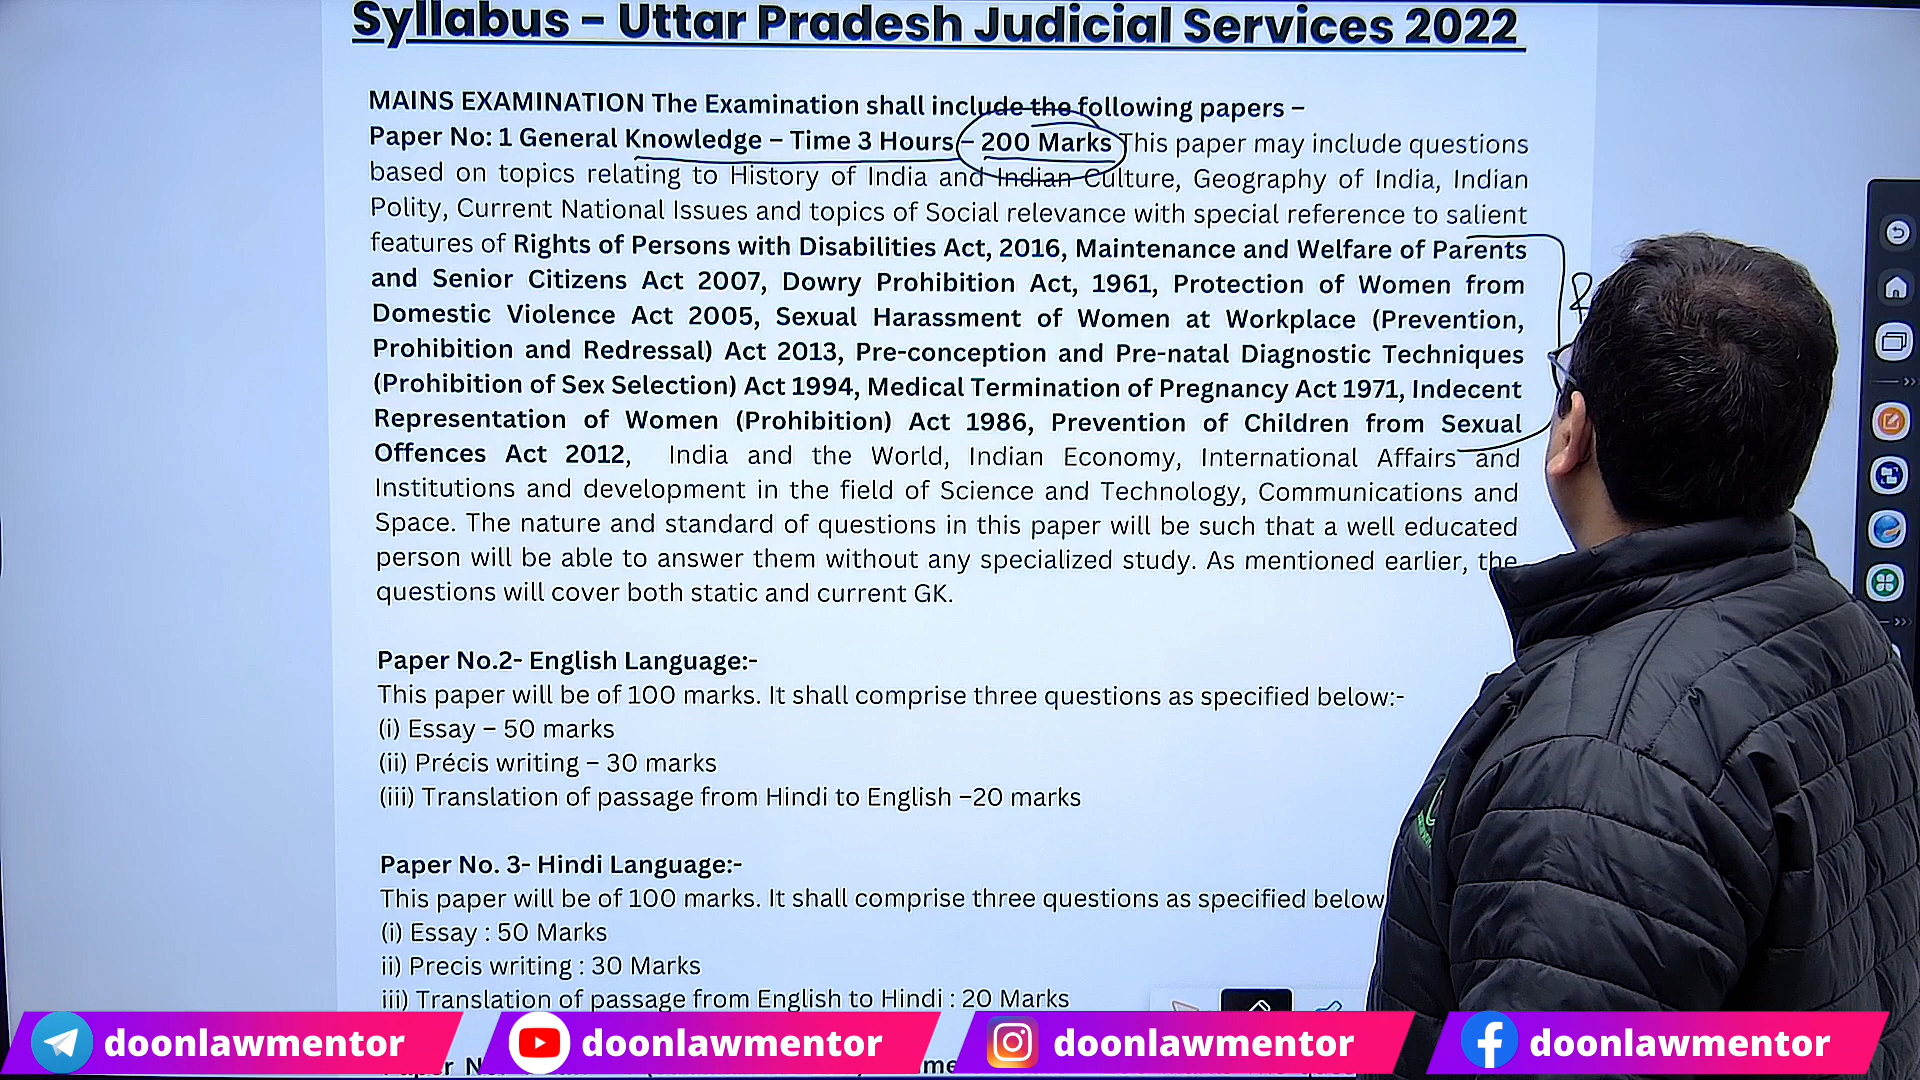 Syllabus – Uttar Pradesh Judicial Services 2022
MAINS EXAMINATION The Examination shall include the following papers –
Paper No: 1 General Knowledge – Time 3 Hours – 200 Marks This paper may include questions
based on topics relating to History of India and Indian Culture, Geography of India, Indian
Polity, Current National Issues and topics of Social relevance with special reference to salient
features of Rights of Persons with Disabilities Act, 2016, Maintenance and Welfare of Parents
and Senior Citizens Act 2007, Dowry Prohibition Act, 1961, Protection of Women from
Domestic Violence Act 2005, Sexual Harassment of Women at Workplace (Prevention,
Prohibition and Redressal) Act 2013, Pre-conception and Pre-natal Diagnostic Techniques
(Prohibition of Sex Selection) Act 1994, Medical Termination of Pregnancy Act 1971, Indecent
Representation of Women (Prohibition) Act 1986, Prevention of Children from Sexual
Offences Act 2012, India and the World, Indian Economy, International Affairs and
Institutions and development in the field of Science and Technology, Communications and
Space. The nature and standard of questions in this paper will be such that a well educated
person will be able to answer them without any specialized study. As mentioned earlier, the
questions will cover both static and current GK.
Paper No.2- English Language:-
This paper will be of 100 marks. It shall comprise three questions as specified below:-
(i) Essay – 50 marks
(ii) Précis writing – 30 marks
(iii) Translation of passage from Hindi to English –20 marks
Paper No. 3- Hindi Language:-
This paper will be of 100 marks. It shall comprise three questions as specified below
(i) Essay : 50 Marks
ii) Precis writing : 30 Marks
iii) Translation of passage from English to Hindi : 20 Marks
doonlawmentor
doonlawmentor
doonlawmentor
doonlawmentor